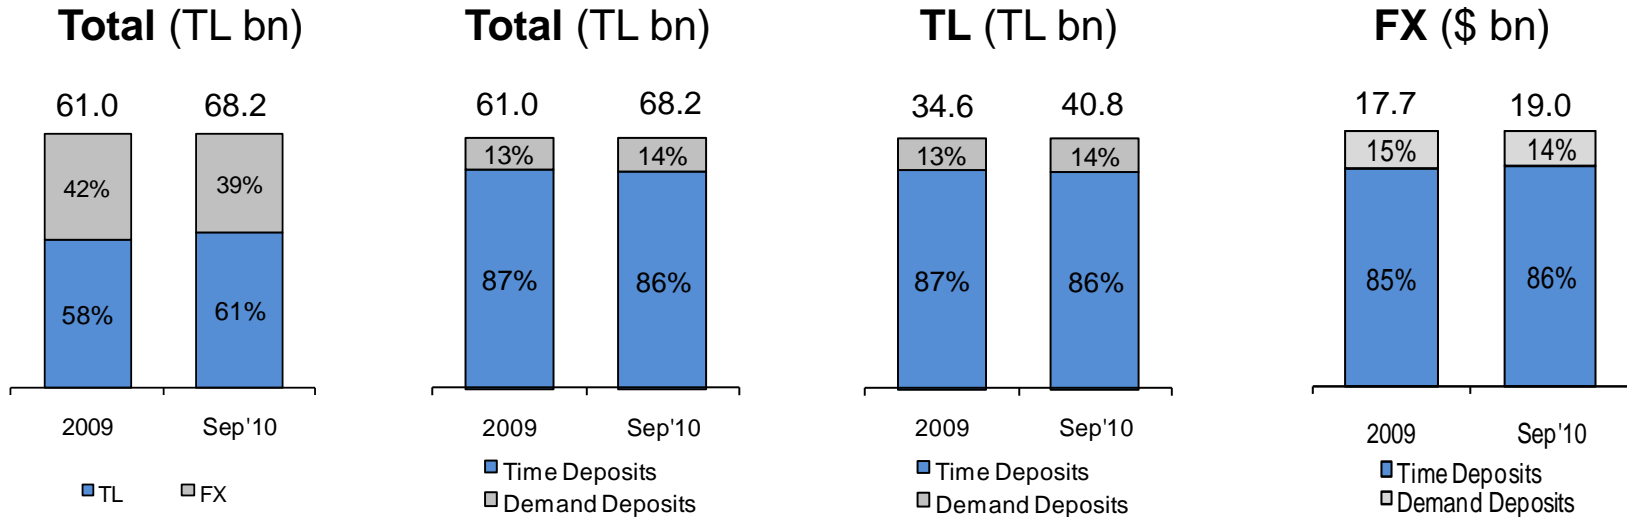 Total (TL bn)
61.0 68.2
42% 39%
58% 61%
2009 Sep'10
TL FX
Total (TL bn)
61.0 68.2
13% 14%
87% 86%
2009 Sep'10
Time Deposits
Demand Deposits
TL (TL bn)
34.6 40.8
13% 14%
87% 86%
2009 Sep'10
Time Deposits
Demand Deposits
FX ($ bn)
17.7 19.0
15% 14%
85% 86%
2009 Sep'10
Time Deposits
Demand Deposits